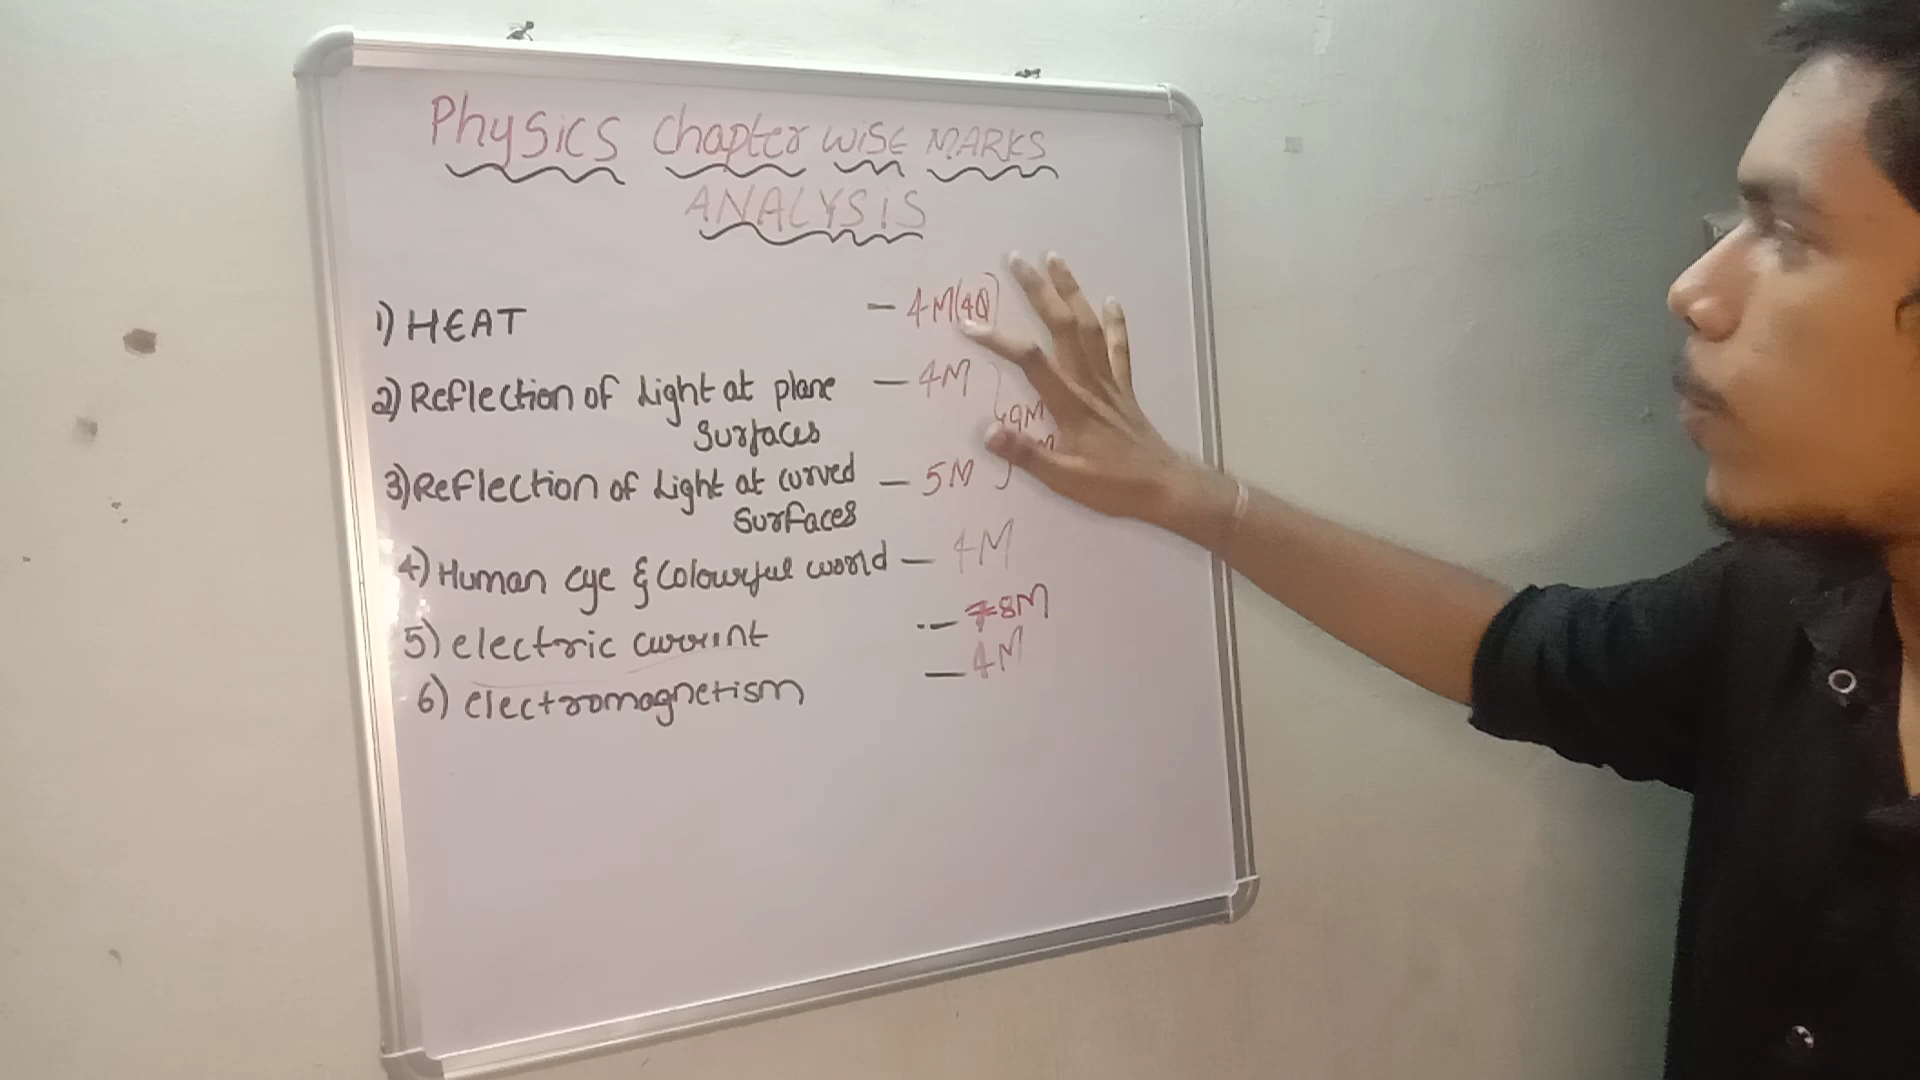 Physics Chapter wise MARKS
ANALYSIS
1) HEAT — 4M(4Q)
2) Reflection of Light at plane — 4M
surfaces
9M
3) Reflection of Light at curved — 5M
surfaces
4) Human eye & Colourful world — 4M
5) electric current — 7 8M
6) electromagnetism — 4M